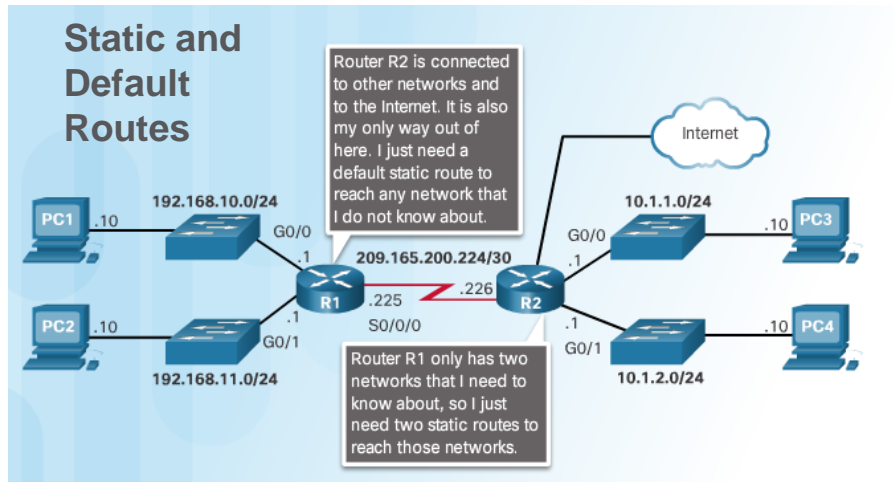 Static and
Default
Routes
Router R2 is connected
to other networks and
to the Internet. It is also
my only way out of
here. I just need a
default static route to
reach any network that
I do not know about.
Internet
192.168.10.0/24
10.1.1.0/24
PC1
.10
G0/0
.1
209.165.200.224/30
G0/0
.1
.10
PC3
R1
.225
.226
R2
S0/0/0
PC2
.10
.1
G0/1
192.168.11.0/24
.1
G0/1
.10
PC4
10.1.2.0/24
Router R1 only has two
networks that I need to
know about, so I just
need two static routes to
reach those networks.